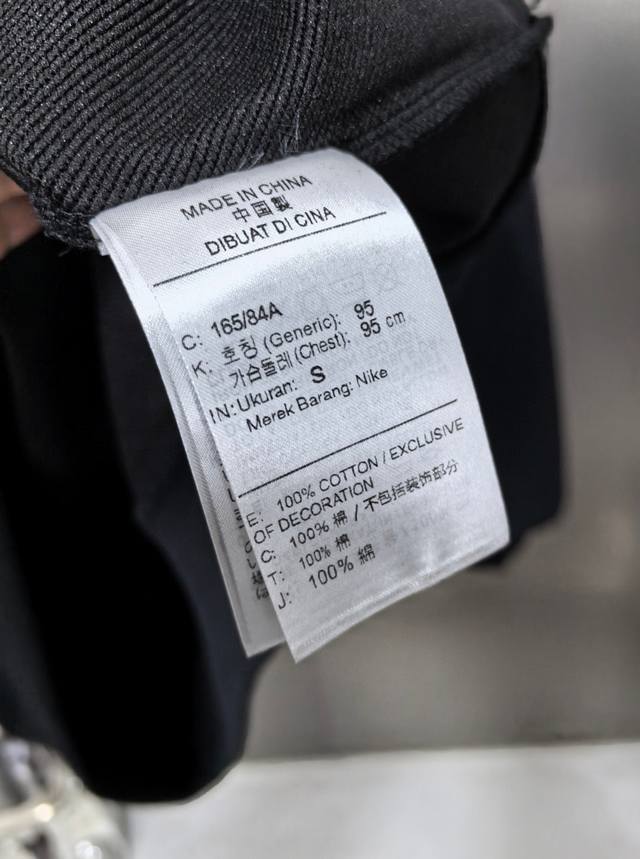 MADE IN CHINA
中国製
DIBUAT DI CINA
C: 165/84A
K: 호칭 (Generic): 95
가슴둘레 (Chest): 95 cm
IN: Ukuran: S
Merek Barang: Nike
E: 100% COTTON / EXCLUSIVE
OF DECORATION
C: 100% 棉 / 不包括装饰部分
T: 100% 棉
J: 100% 綿